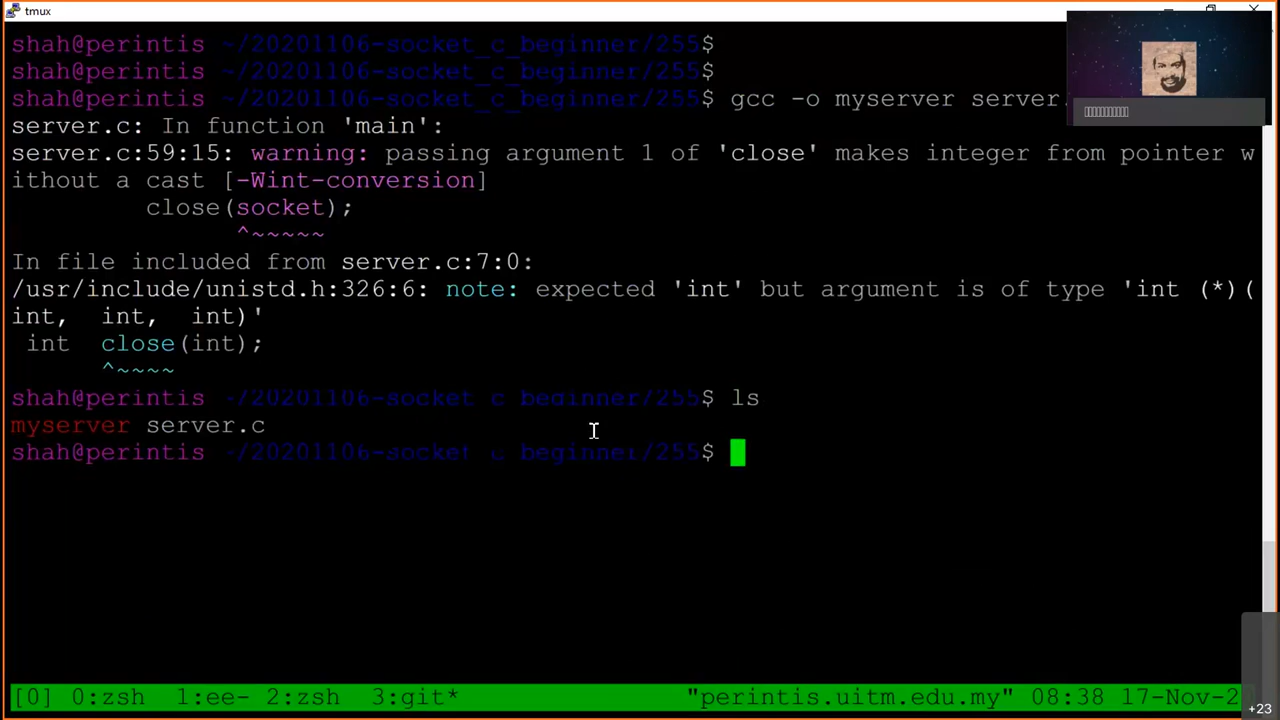 tmux
shah@perintis ~/20201106-socket_c_beginner/255$
shah@perintis ~/20201106-socket_c_beginner/255$
shah@perintis ~/20201106-socket_c_beginner/255$ gcc -o myserver server.
server.c: In function 'main':
server.c:59:15: warning: passing argument 1 of 'close' makes integer from pointer w
ithout a cast [-Wint-conversion]
close(socket);
^~~~~~
In file included from server.c:7:0:
/usr/include/unistd.h:326:6: note: expected 'int' but argument is of type 'int (*)(
int,  int,  int)'
int  close(int);
^~~~~
shah@perintis ~/20201106-socket_c_beginner/255$ ls
myserver server.c
shah@perintis ~/20201106-socket_c_beginner/255$
[0] 0:zsh  1:ee- 2:zsh  3:git*
"perintis.uitm.edu.my" 08:38 17-Nov-2
+23